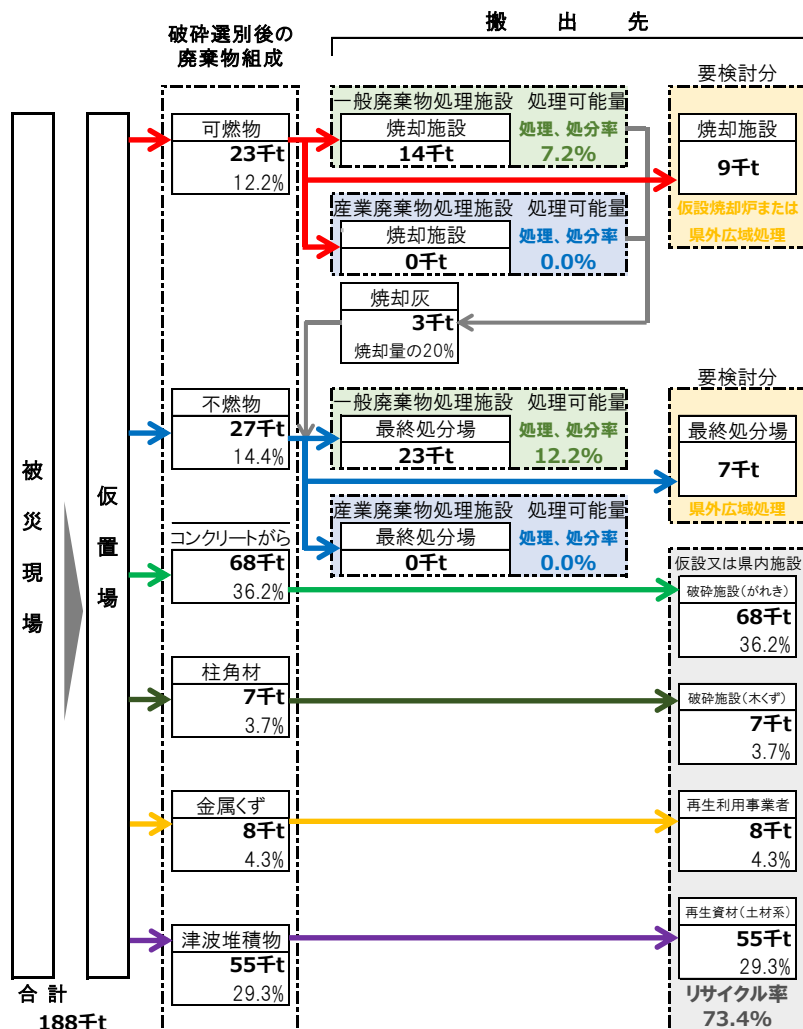 搬 出 先
破砕選別後の
廃棄物組成
被災現場
仮置場
合 計
188千t
可燃物
23千t
12.2%
一般廃棄物処理施設 処理可能量
焼却施設
14千t
処理、処分率
7.2%
産業廃棄物処理施設 処理可能量
焼却施設
0千t
処理、処分率
0.0%
要検討分
焼却施設
9千t
仮設焼却炉または
県外広域処理
焼却灰
3千t
焼却量の20%
不燃物
27千t
14.4%
一般廃棄物処理施設 処理可能量
最終処分場
23千t
処理、処分率
12.2%
産業廃棄物処理施設 処理可能量
最終処分場
0千t
処理、処分率
0.0%
要検討分
最終処分場
7千t
県外広域処理
コンクリートがら
68千t
36.2%
仮設又は県内施設
破砕施設(がれき)
68千t
36.2%
柱角材
7千t
3.7%
破砕施設(木くず)
7千t
3.7%
金属くず
8千t
4.3%
再生利用事業者
8千t
4.3%
津波堆積物
55千t
29.3%
再生資材(土材系)
55千t
29.3%
リサイクル率
73.4%